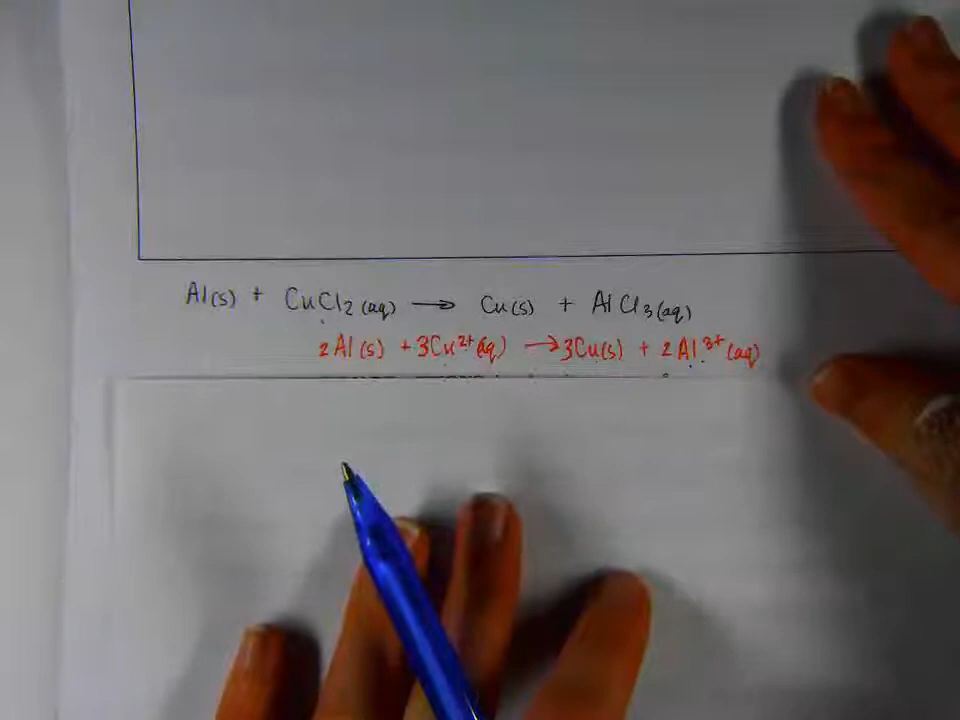 Al(s) + CuCl₂(aq) → Cu(s) + AlCl₃(aq)
2Al(s) + 3Cu²⁺(aq) → 3Cu(s) + 2Al³⁺(aq)